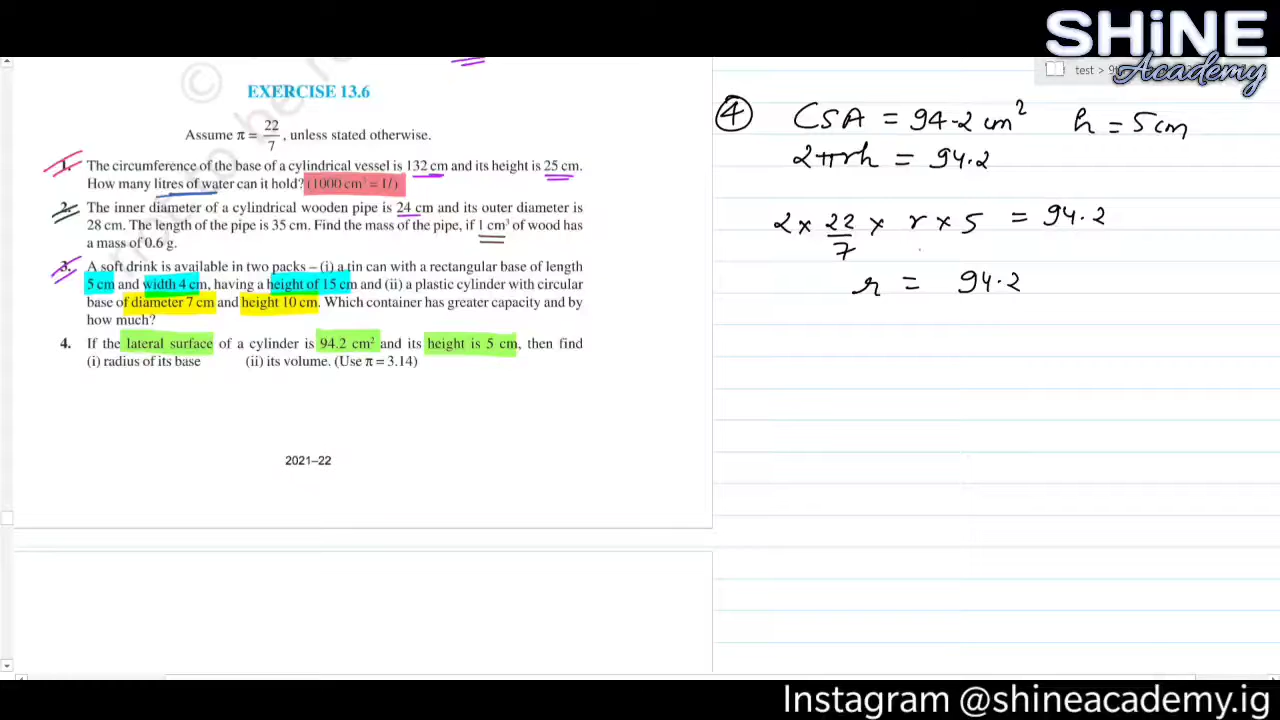 SHiNE
Academy
test > 9
EXERCISE 13.6
Assume π = 22/7, unless stated otherwise.
1. The circumference of the base of a cylindrical vessel is 132 cm and its height is 25 cm.
How many litres of water can it hold? (1000 cm³ = 1l)
2. The inner diameter of a cylindrical wooden pipe is 24 cm and its outer diameter is
28 cm. The length of the pipe is 35 cm. Find the mass of the pipe, if 1 cm³ of wood has
a mass of 0.6 g.
3. A soft drink is available in two packs – (i) a tin can with a rectangular base of length
5 cm and width 4 cm, having a height of 15 cm and (ii) a plastic cylinder with circular
base of diameter 7 cm and height 10 cm. Which container has greater capacity and by
how much?
4. If the lateral surface of a cylinder is 94.2 cm² and its height is 5 cm, then find
(i) radius of its base (ii) its volume. (Use π = 3.14)
2021–22
4 CSA = 94.2 cm² h = 5 cm
2πrh = 94.2
2 × 22/7 × r × 5 = 94.2
r = 94.2
Instagram @shineacademy.ig